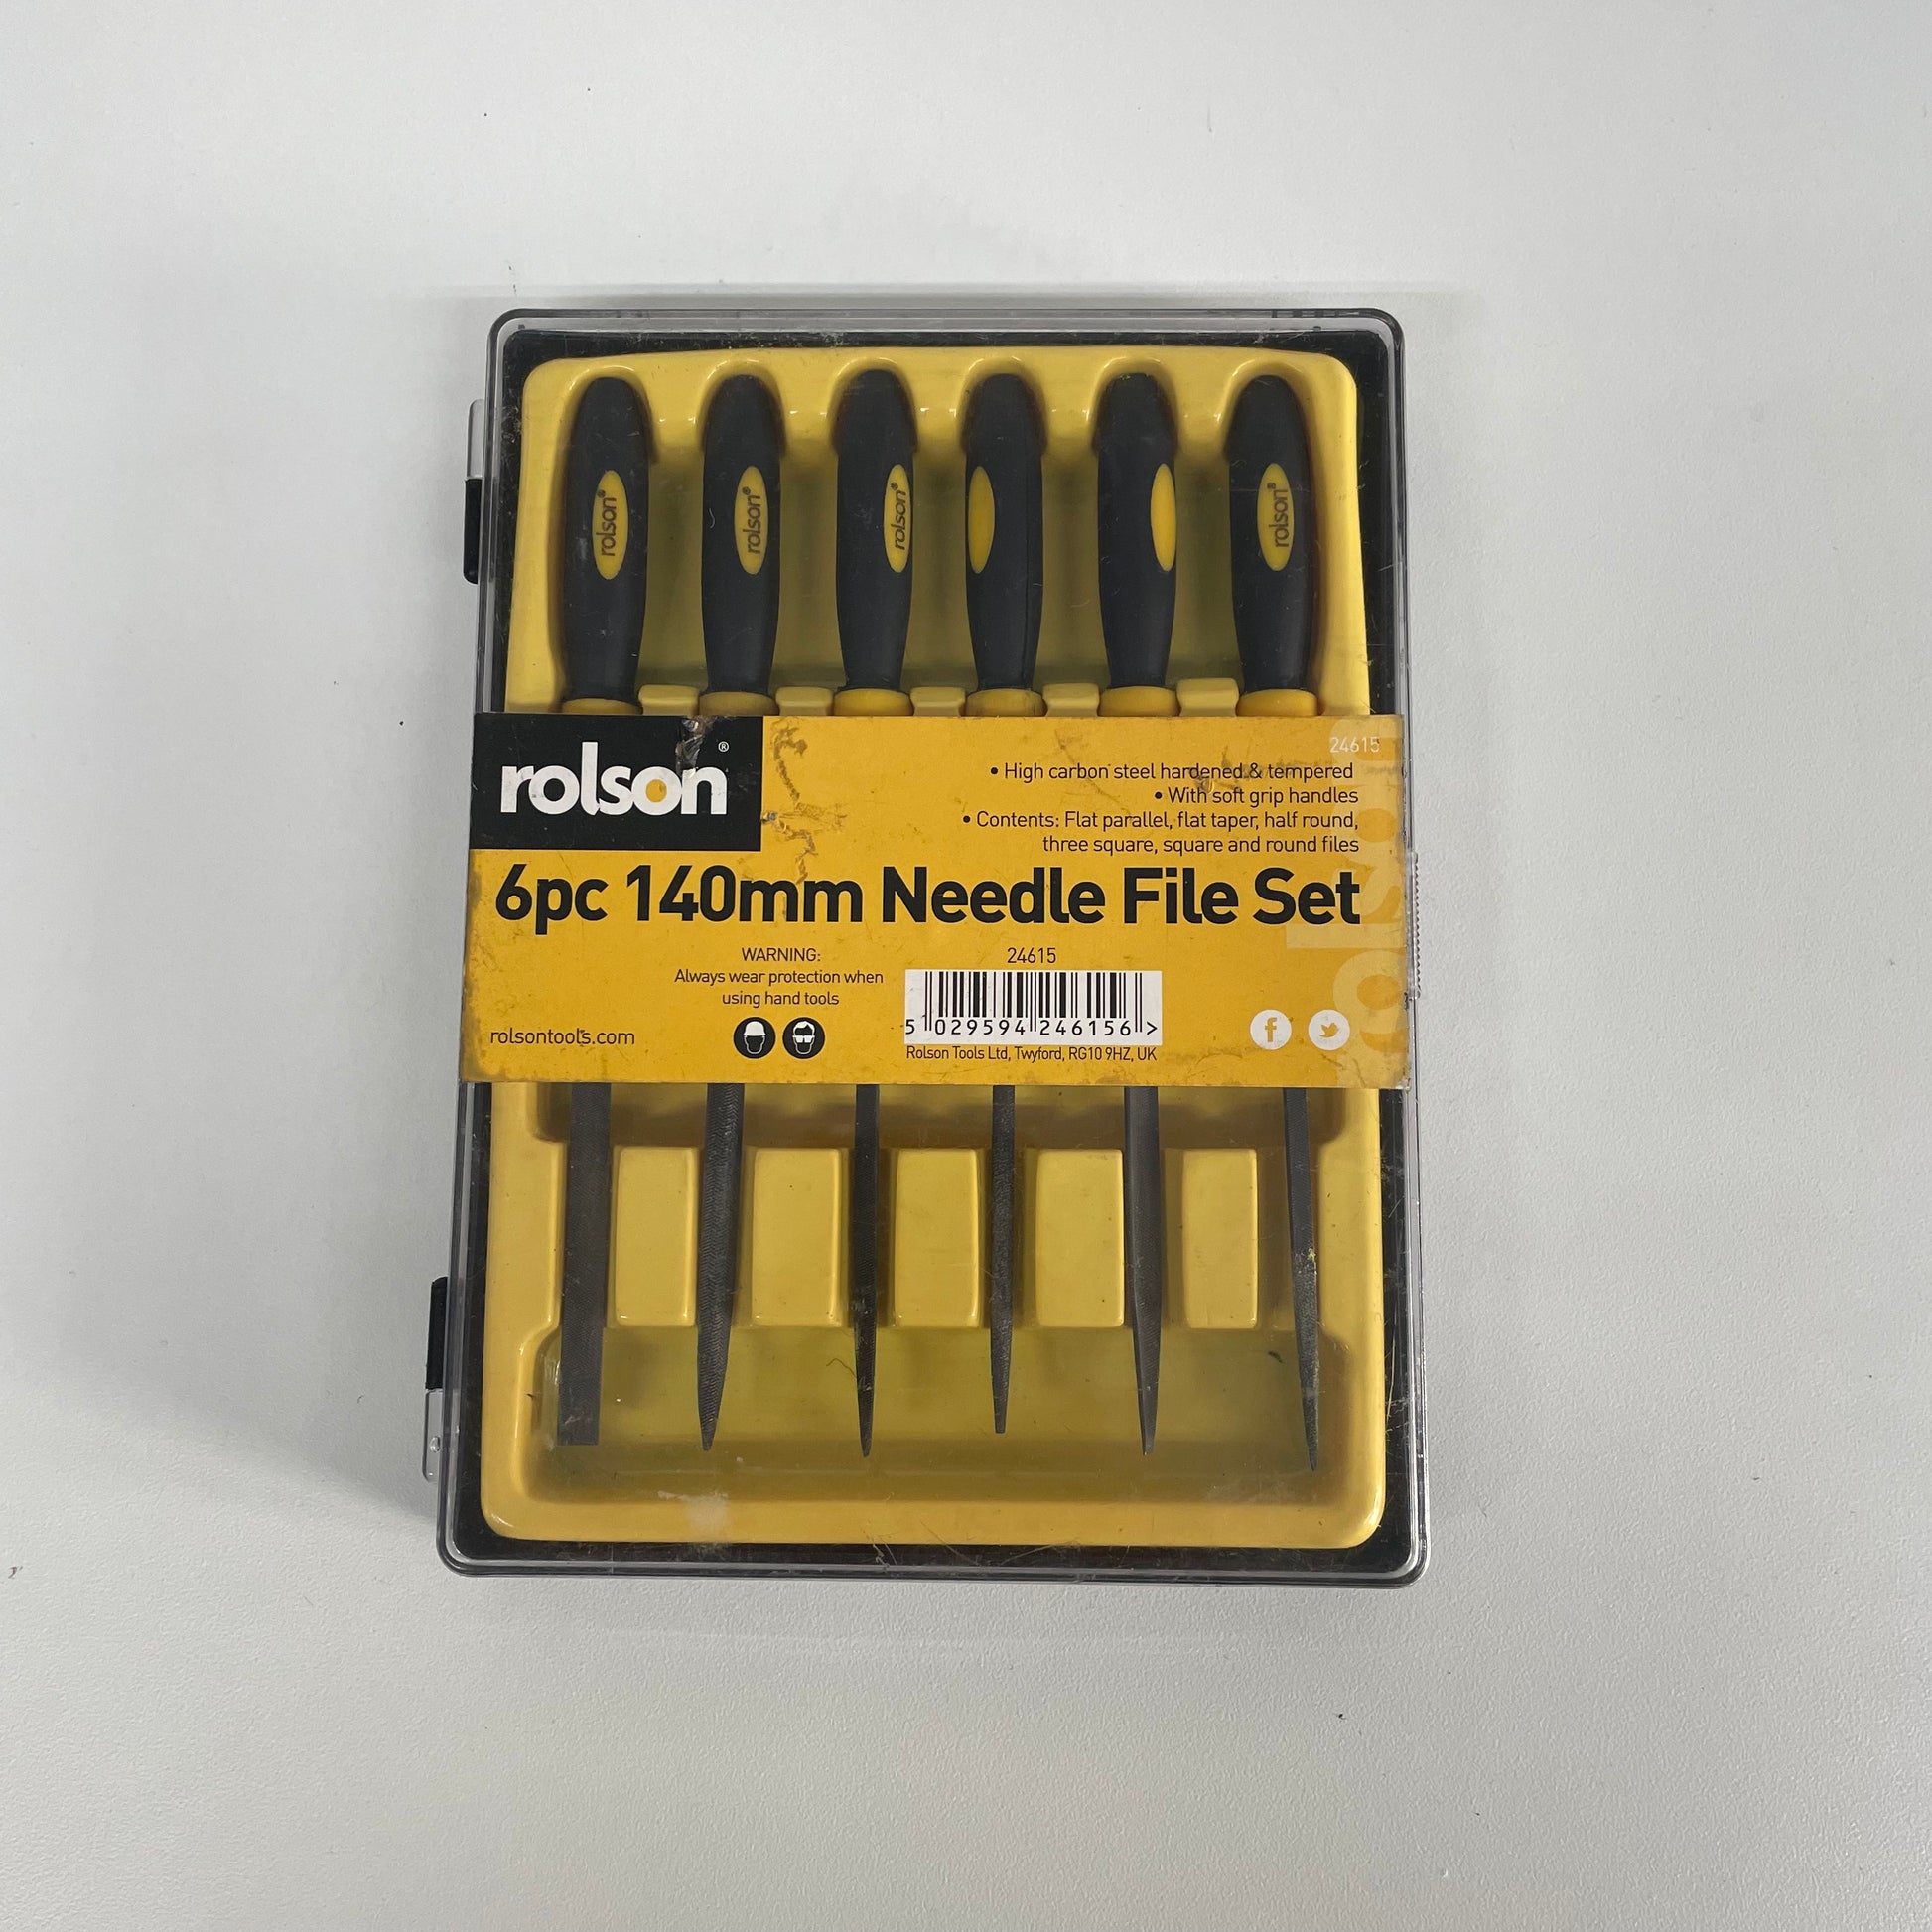 rolson®
rolson®
rolson®
rolson®
rolson®
24615
• High carbon steel hardened & tempered
• With soft grip handles
• Contents: Flat parallel, flat taper, half round,
three square, square and round files
6pc 140mm Needle File Set
WARNING:
Always wear protection when
using hand tools
rolsontools.com
24615
5 029594 246156 >
Rolson Tools Ltd, Twyford, RG10 9HZ, UK
rolson